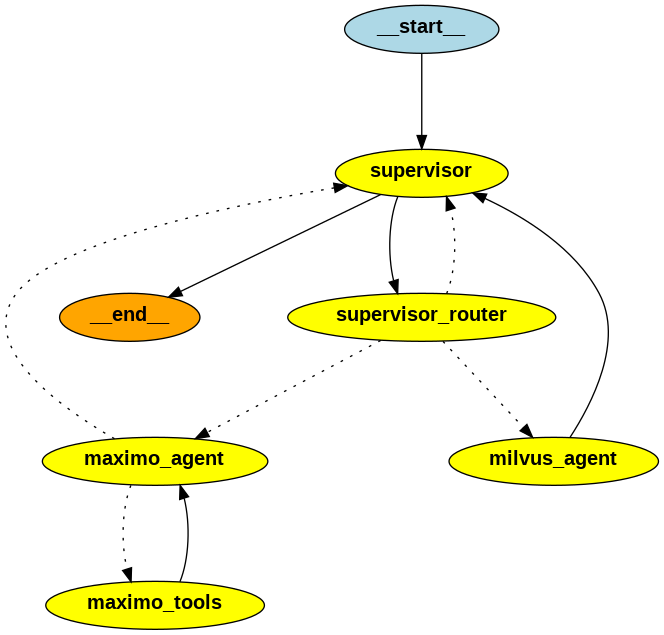 __start__
supervisor
__end__
supervisor_router
maximo_agent
milvus_agent
maximo_tools